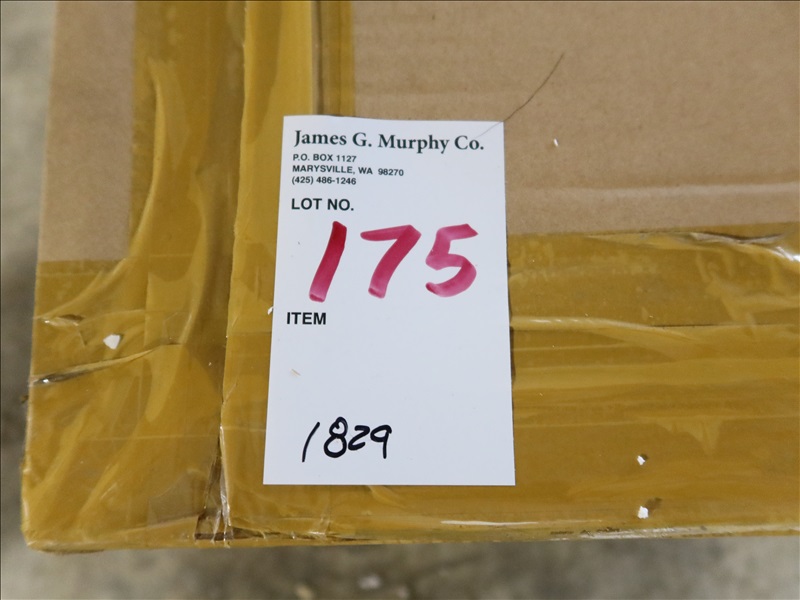 James G. Murphy Co.
P.O. BOX 1127
MARYSVILLE, WA 98270
(425) 486-1246
LOT NO.
175
ITEM
1829